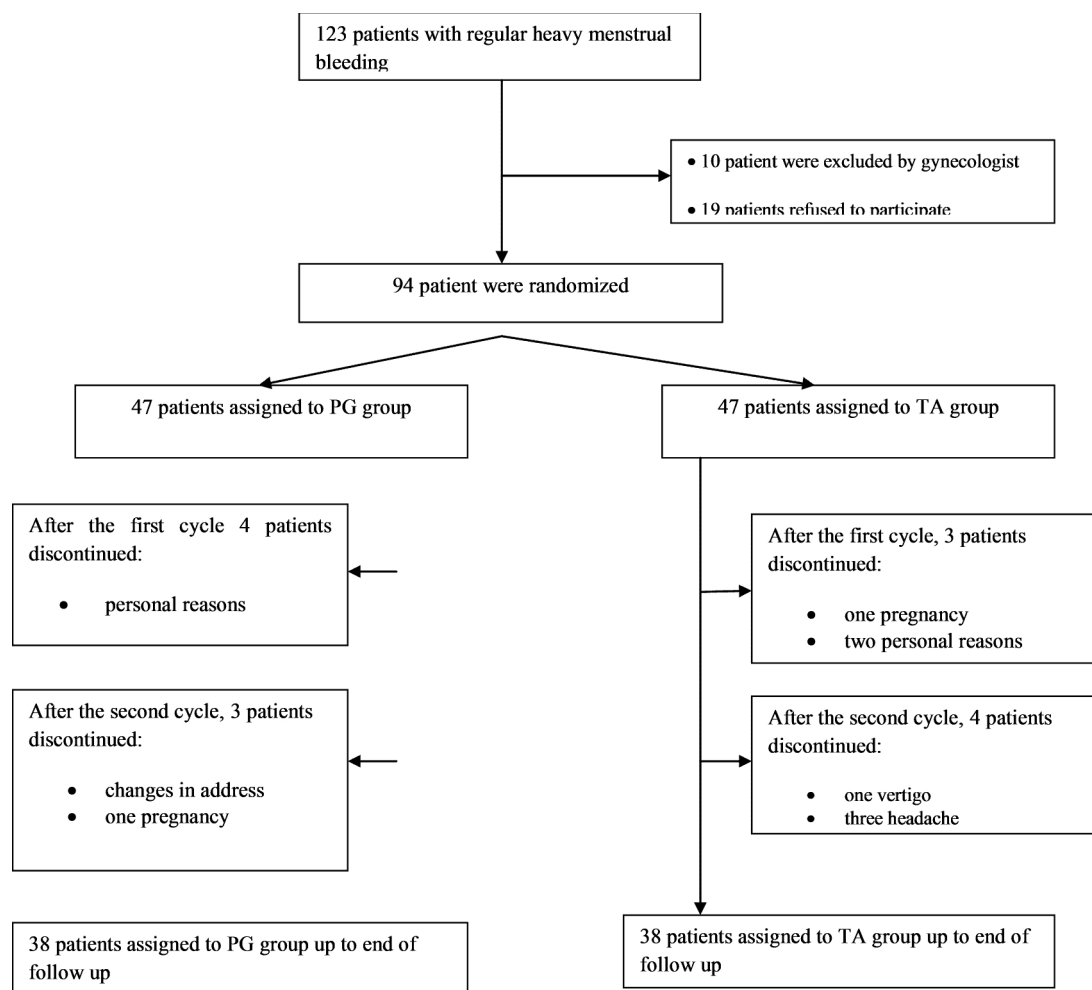 123 patients with regular heavy menstrual
bleeding
• 10 patient were excluded by gynecologist
• 19 patients refused to participate
94 patient were randomized
47 patients assigned to PG group
47 patients assigned to TA group
After the first cycle 4 patients
discontinued:
• personal reasons
After the first cycle, 3 patients
discontinued:
• one pregnancy
• two personal reasons
After the second cycle, 3 patients
discontinued:
• changes in address
• one pregnancy
After the second cycle, 4 patients
discontinued:
• one vertigo
• three headache
38 patients assigned to PG group up to end of
follow up
38 patients assigned to TA group up to end of
follow up